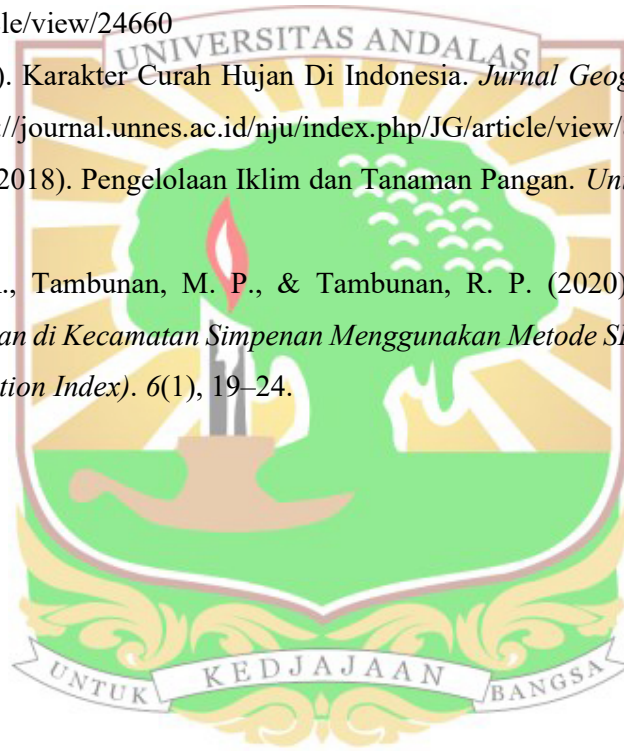 le/view/24660
UNIVERSITAS ANDALAS
). Karakter Curah Hujan Di Indonesia. Jurnal Geog
://journal.unnes.ac.id/nju/index.php/JG/article/view/
2018). Pengelolaan Iklim dan Tanaman Pangan. Un
., Tambunan, M. P., & Tambunan, R. P. (2020)
an di Kecamatan Simpenan Menggunakan Metode S
tion Index). 6(1), 19–24.
UNTUK KEDJAJAAN BANGSA